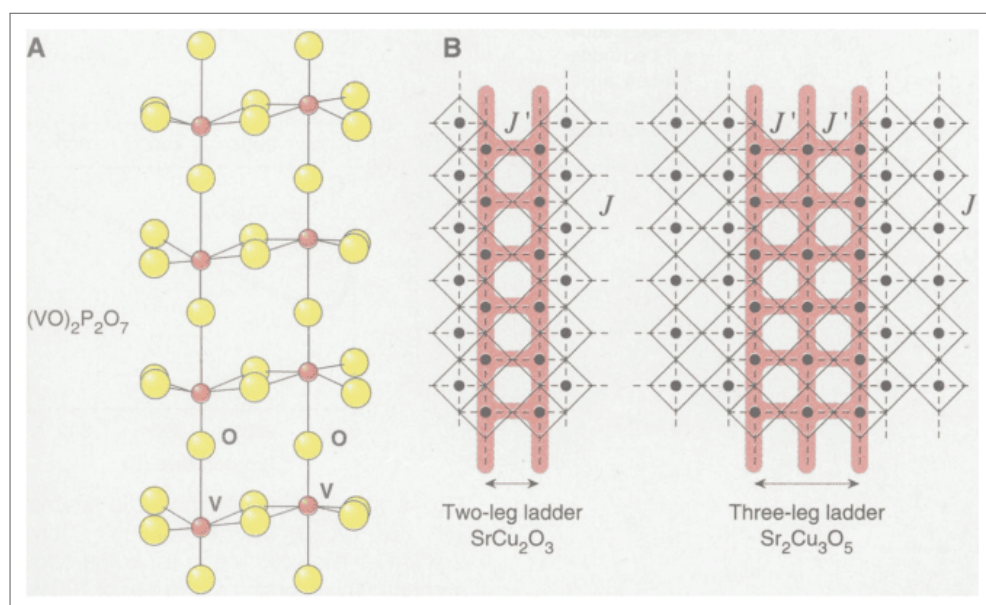 A
B
J'
J'
J'
J
J
(VO)2P2O7
O
O
V
V
Two-leg ladder
SrCu2O3
Three-leg ladder
Sr2Cu3O5